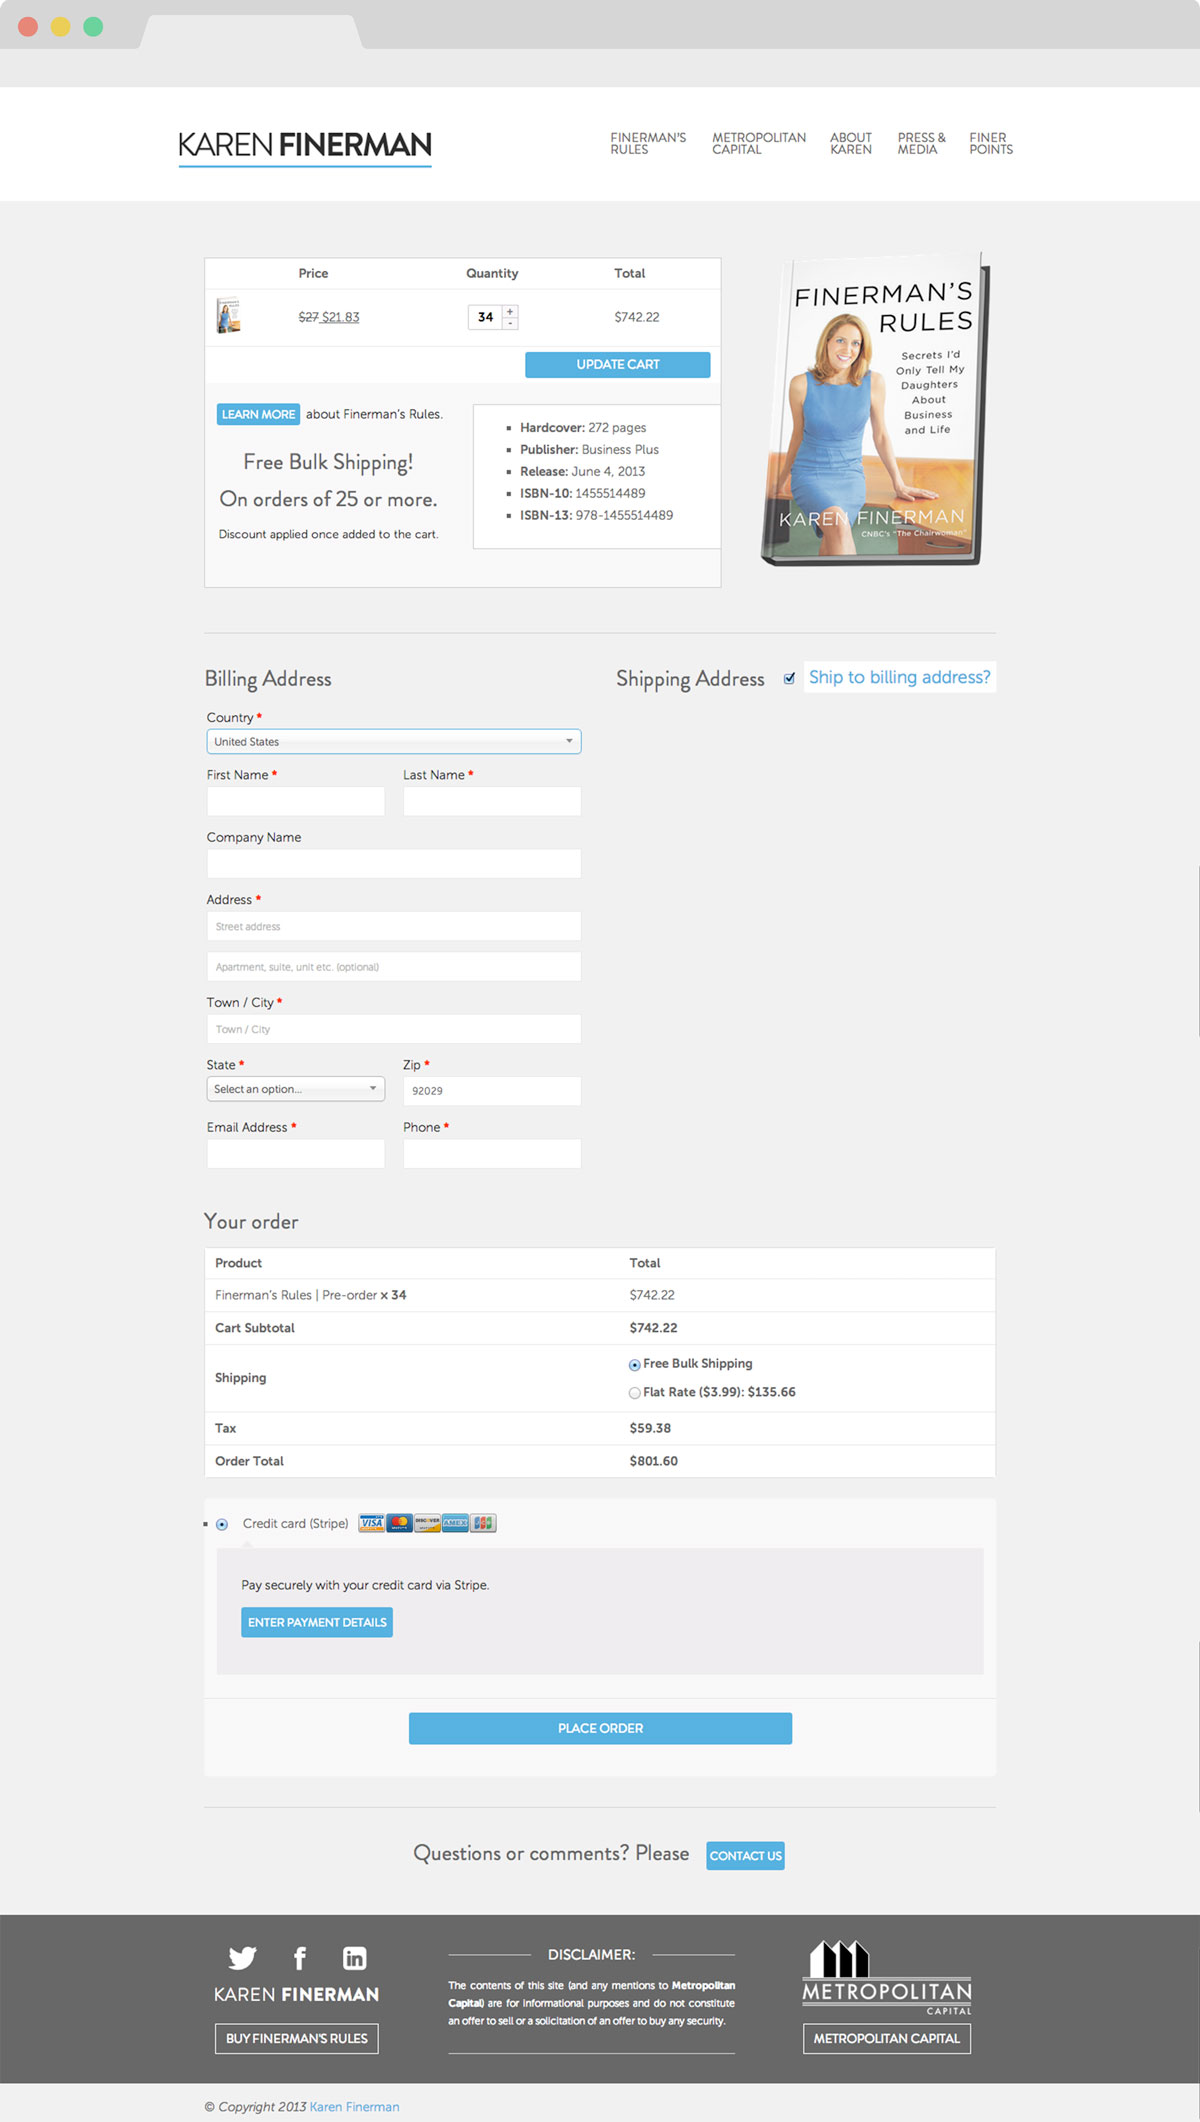 KAREN FINERMAN
FINERMAN'S RULES
METROPOLITAN CAPITAL
ABOUT KAREN
PRESS & MEDIA
FINER POINTS
Price Quantity Total
$27 $21.83 34 + - $742.22
UPDATE CART
LEARN MORE about Finerman's Rules.
Free Bulk Shipping!
On orders of 25 or more.
Discount applied once added to the cart.
Hardcover: 272 pages
Publisher: Business Plus
Release: June 4, 2013
ISBN-10: 1455514489
ISBN-13: 978-1455514489
FINERMAN'S
RULES
Secrets I'd
Only Tell My
Daughters
About
Business
and Life
KAREN FINERMAN
CNBC's "The Chairwoman"
Billing Address
Shipping Address Ship to billing address?
Country *
United States
First Name * Last Name *
Company Name
Address *
Street address
Apartment, suite, unit etc. (optional)
Town / City *
Town / City
State * Zip *
Select an option... 92029
Email Address * Phone *
Your order
Product Total
Finerman's Rules | Pre-order x 34 $742.22
Cart Subtotal $742.22
Shipping
Free Bulk Shipping
Flat Rate ($3.99): $135.66
Tax $59.38
Order Total $801.60
Credit card (Stripe) VISA DISCOVER AMEX JCB
Pay securely with your credit card via Stripe.
ENTER PAYMENT DETAILS
PLACE ORDER
Questions or comments? Please CONTACT US
KAREN FINERMAN
BUY FINERMAN'S RULES
DISCLAIMER:
The contents of this site (and any mentions to Metropolitan
Capital) are for informational purposes and do not constitute
an offer to sell or a solicitation of an offer to buy any security.
METROPOLITAN
CAPITAL
METROPOLITAN CAPITAL
© Copyright 2013 Karen Finerman